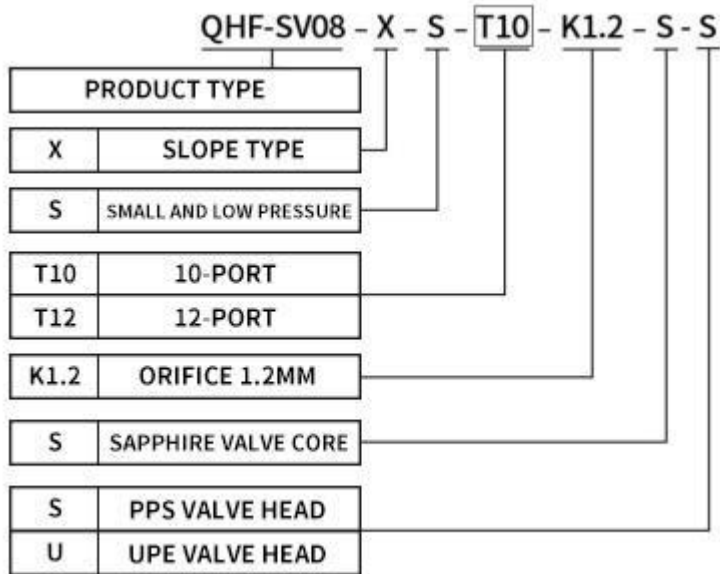 QHF-SV08 - X - S - T10 - K1.2 - S - S
PRODUCT TYPE
X SLOPE TYPE
S SMALL AND LOW PRESSURE
T10 10-PORT
T12 12-PORT
K1.2 ORIFICE 1.2MM
S SAPPHIRE VALVE CORE
S PPS VALVE HEAD
U UPE VALVE HEAD